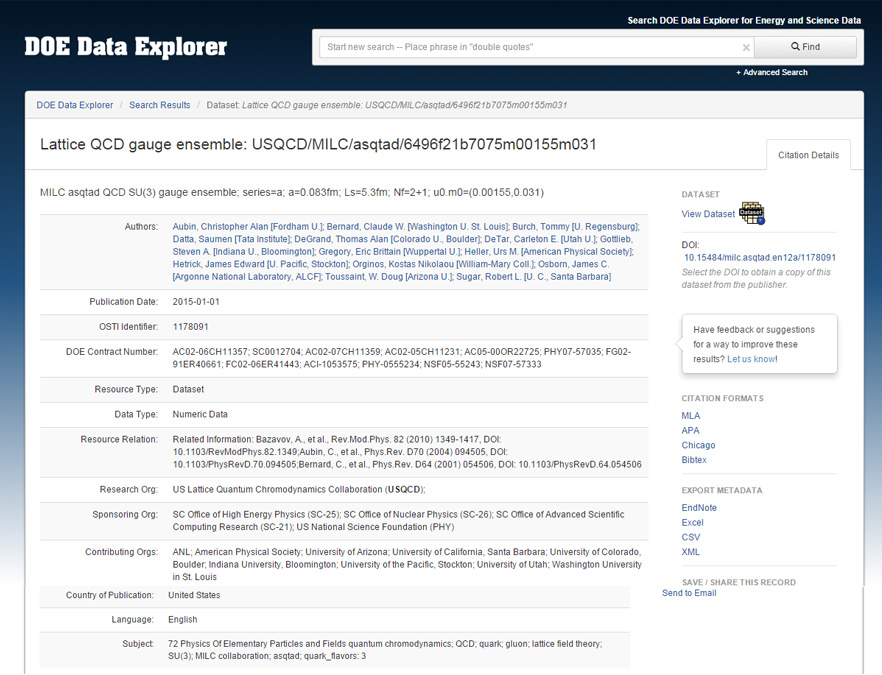 Search DOE Data Explorer for Energy and Science Data
DOE Data Explorer
Start new search -- Place phrase in "double quotes"
× Find
+ Advanced Search
DOE Data Explorer / Search Results / Dataset: Lattice QCD gauge ensemble: USQCD/MILC/asqtad/6496f21b7075m00155m031
Lattice QCD gauge ensemble: USQCD/MILC/asqtad/6496f21b7075m00155m031
Citation Details
MILC asqtad QCD SU(3) gauge ensemble; series=a; a=0.083fm; Ls=5.3fm; Nf=2+1; u0.m0=(0.00155,0.031)
Authors: Aubin, Christopher Alan [Fordham U.]; Bernard, Claude W. [Washington U. St. Louis]; Burch, Tommy [U. Regensburg];
Datta, Saumen [Tata Institute]; DeGrand, Thomas Alan [Colorado U., Boulder]; DeTar, Carleton E. [Utah U.]; Gottlieb,
Steven A. [Indiana U., Bloomington]; Gregory, Eric Brittain [Wuppertal U.]; Heller, Urs M. [American Physical Society];
Hetrick, James Edward [U. Pacific, Stockton]; Orginos, Kostas Nikolaou [William-Mary Coll.]; Osborn, James C.
[Argonne National Laboratory, ALCF]; Toussaint, W. Doug [Arizona U.]; Sugar, Robert L. [U. C., Santa Barbara]
Publication Date: 2015-01-01
OSTI Identifier: 1178091
DOE Contract Number: AC02-06CH11357; SC0012704; AC02-07CH11359; AC02-05CH11231; AC05-00OR22725; PHY07-57035; FG02-
91ER40661; FC02-06ER41443; ACI-1053575; PHY-0555234; NSF05-55243; NSF07-57333
Resource Type: Dataset
Data Type: Numeric Data
Resource Relation: Related Information: Bazavov, A., et al., Rev.Mod.Phys. 82 (2010) 1349-1417, DOI:
10.1103/RevModPhys.82.1349;Aubin, C., et al., Phys.Rev. D70 (2004) 094505, DOI:
10.1103/PhysRevD.70.094505;Bernard, C., et al., Phys.Rev. D64 (2001) 054506, DOI: 10.1103/PhysRevD.64.054506
Research Org: US Lattice Quantum Chromodynamics Collaboration (USQCD);
Sponsoring Org: SC Office of High Energy Physics (SC-25); SC Office of Nuclear Physics (SC-26); SC Office of Advanced Scientific
Computing Research (SC-21); US National Science Foundation (PHY)
Contributing Orgs: ANL; American Physical Society; University of Arizona; University of California, Santa Barbara; University of Colorado,
Boulder; Indiana University, Bloomington; University of the Pacific, Stockton; University of Utah; Washington University
in St. Louis
Country of Publication: United States
Language: English
Subject: 72 Physics Of Elementary Particles and Fields quantum chromodynamics; QCD; quark; gluon; lattice field theory;
SU(3); MILC collaboration; asqtad; quark_flavors: 3
DATASET
View Dataset Dataset
DOI:
10.15484/milc.asqtad.en12a/1178091
Select the DOI to obtain a copy of this
dataset from the publisher.
Have feedback or suggestions
for a way to improve these
results? Let us know!
CITATION FORMATS
MLA
APA
Chicago
Bibtex
EXPORT METADATA
EndNote
Excel
CSV
XML
SAVE / SHARE THIS RECORD
Send to Email